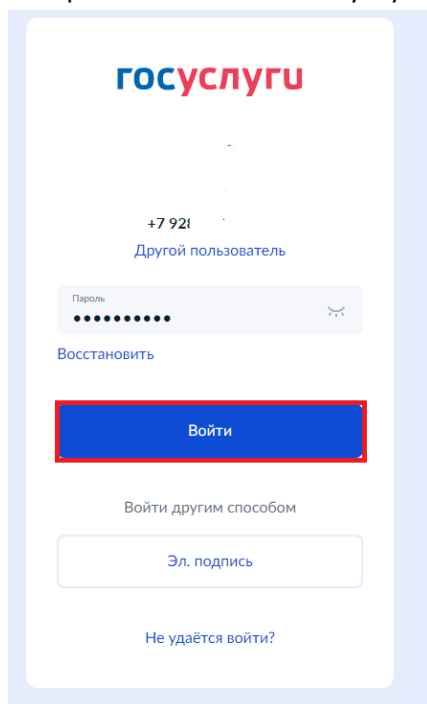 госуслуги
+7 928
Другой пользователь
Пароль
Восстановить
Войти
Войти другим способом
Эл. подпись
Не удаётся войти?